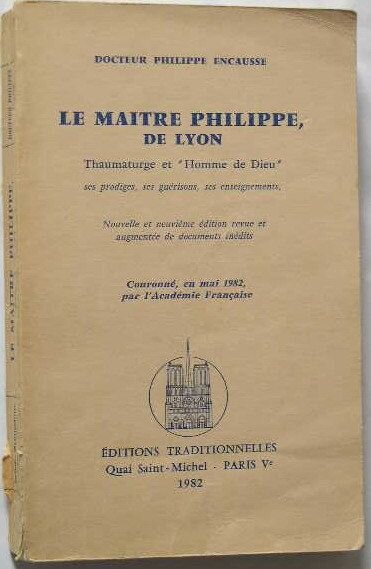 DOCTEUR PHILIPPE ENCAUSSE
LE MAITRE PHILIPPE,
DE LYON
Thaumaturge et "Homme de Dieu"
ses prodiges, ses guérisons, ses enseignements,
Nouvelle et neuvième édition revue et
augmentée de documents inédits
Couronné, en mai 1982,
par l'Académie Française
ÉDITIONS TRADITIONNELLES
Quai Saint-Michel - PARIS Ve
1982
DOCTEUR PHILIPPE
LE MAITRE PHILIPPE,